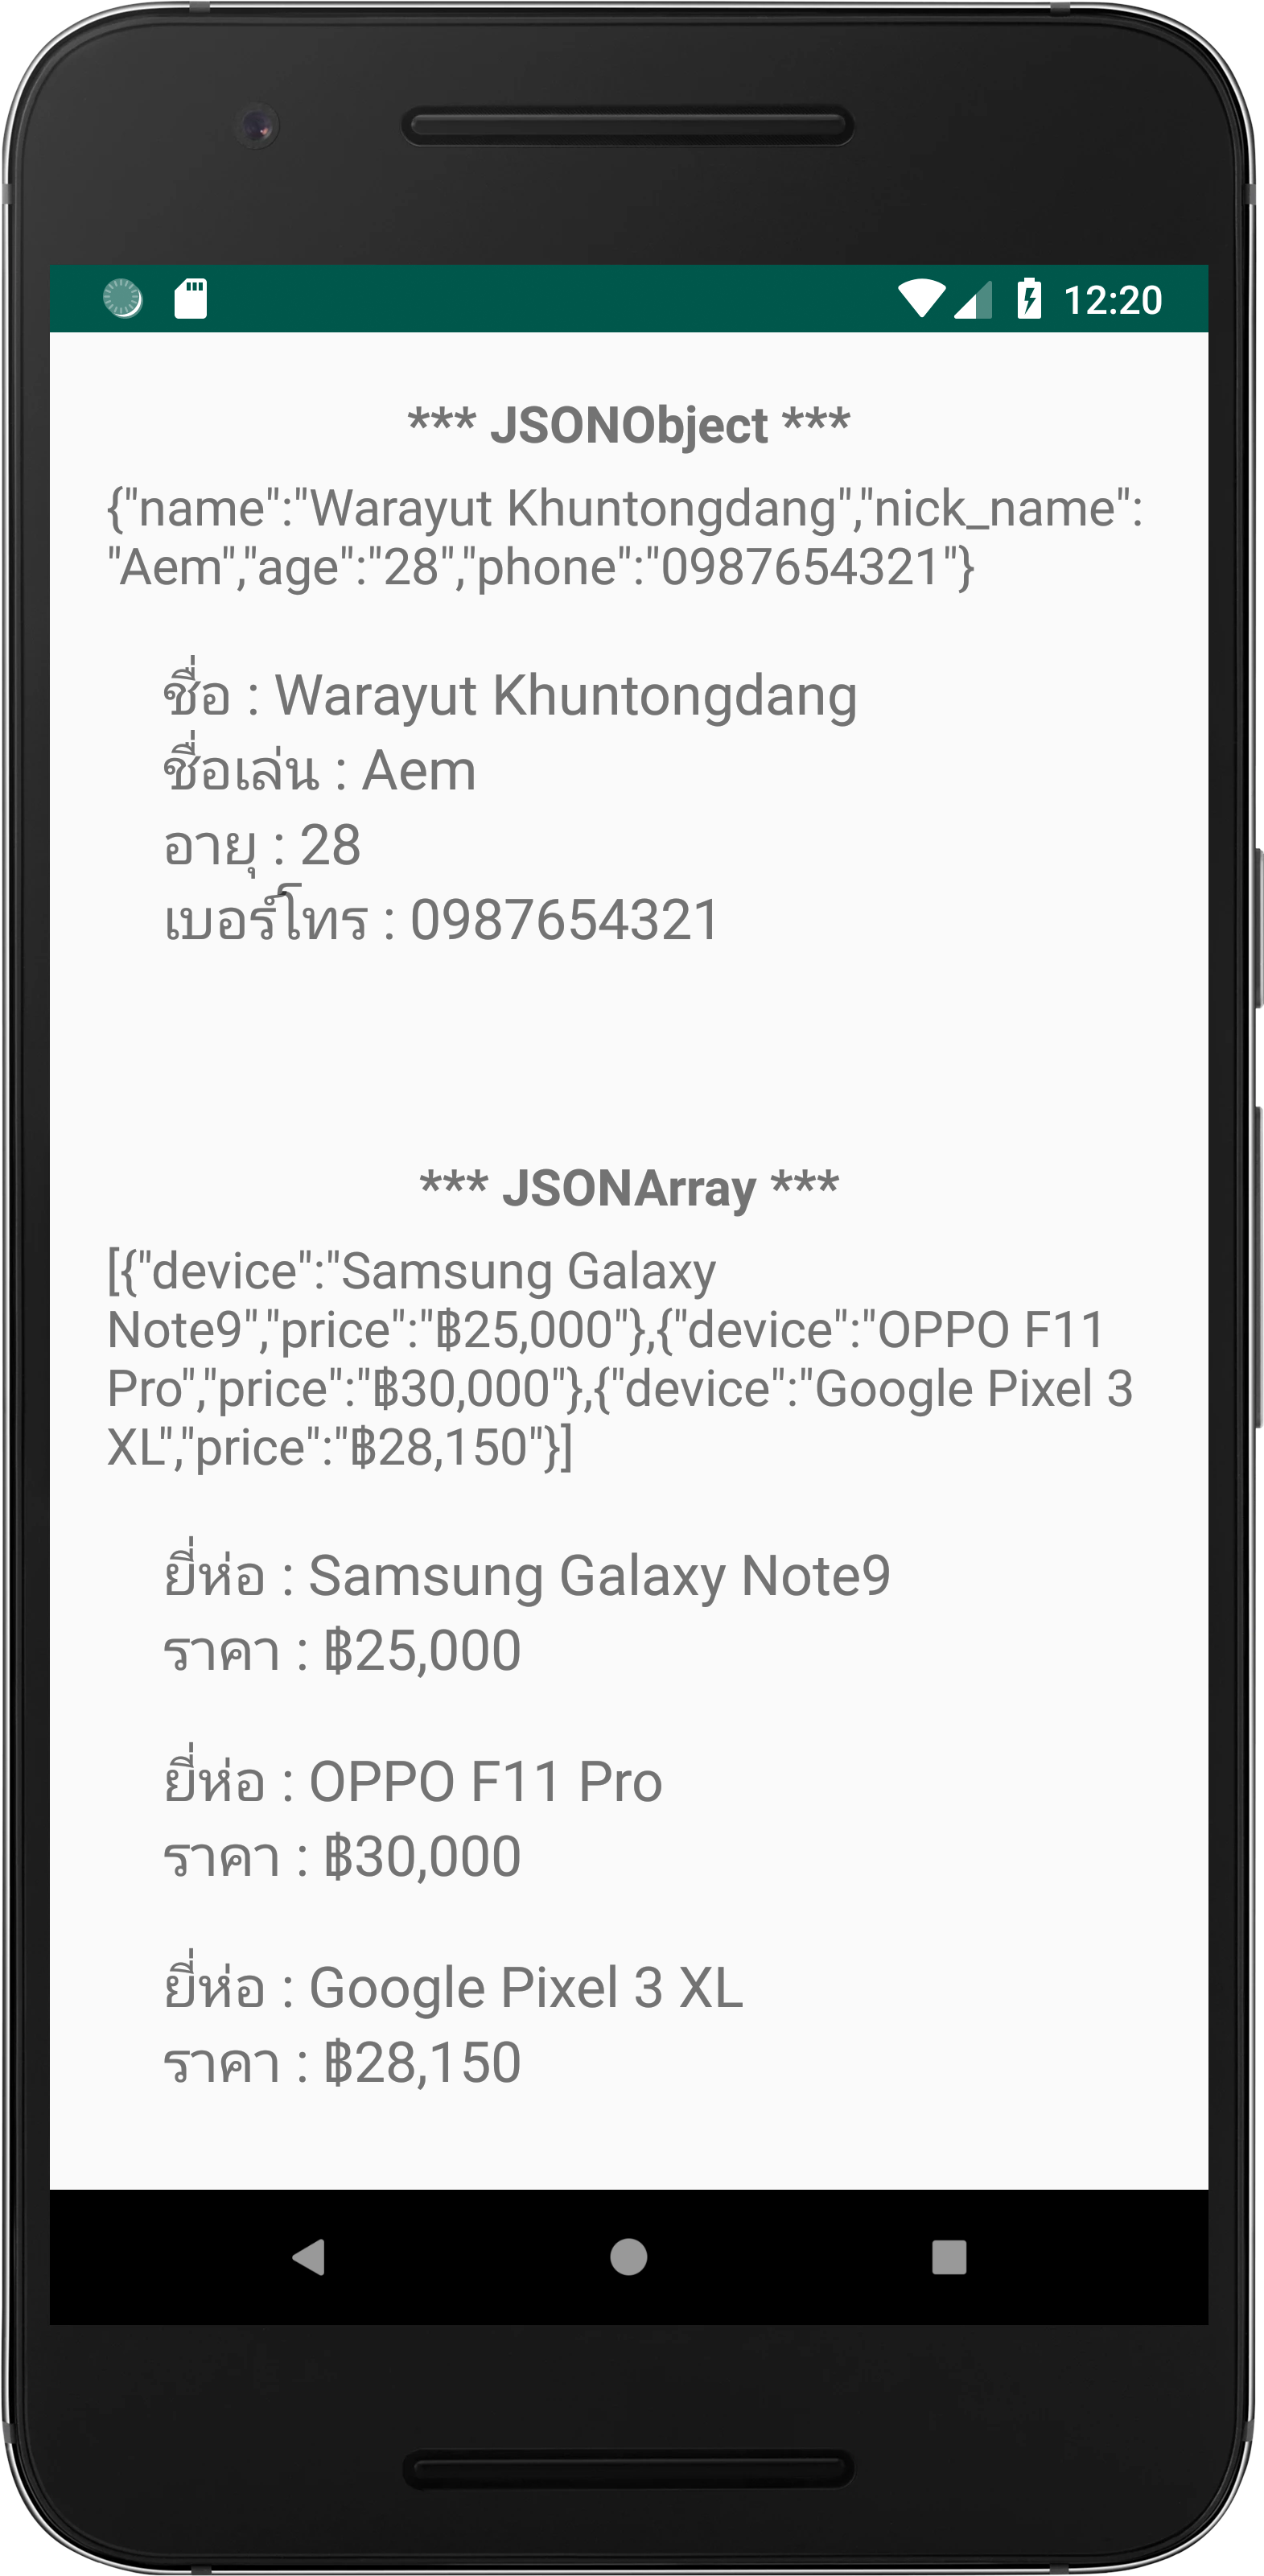 12:20
*** JSONObject ***
{"name":"Warayut Khuntongdang","nick_name":
"Aem","age":"28","phone":"0987654321"}
ชื่อ : Warayut Khuntongdang
ชื่อเล่น : Aem
อายุ : 28
เบอร์โทร : 0987654321
*** JSONArray ***
[{"device":"Samsung Galaxy
Note9","price":"฿25,000"},{"device":"OPPO F11
Pro","price":"฿30,000"},{"device":"Google Pixel 3
XL","price":"฿28,150"}]
ยี่ห่อ : Samsung Galaxy Note9
ราคา : ฿25,000
ยี่ห่อ : OPPO F11 Pro
ราคา : ฿30,000
ยี่ห่อ : Google Pixel 3 XL
ราคา : ฿28,150